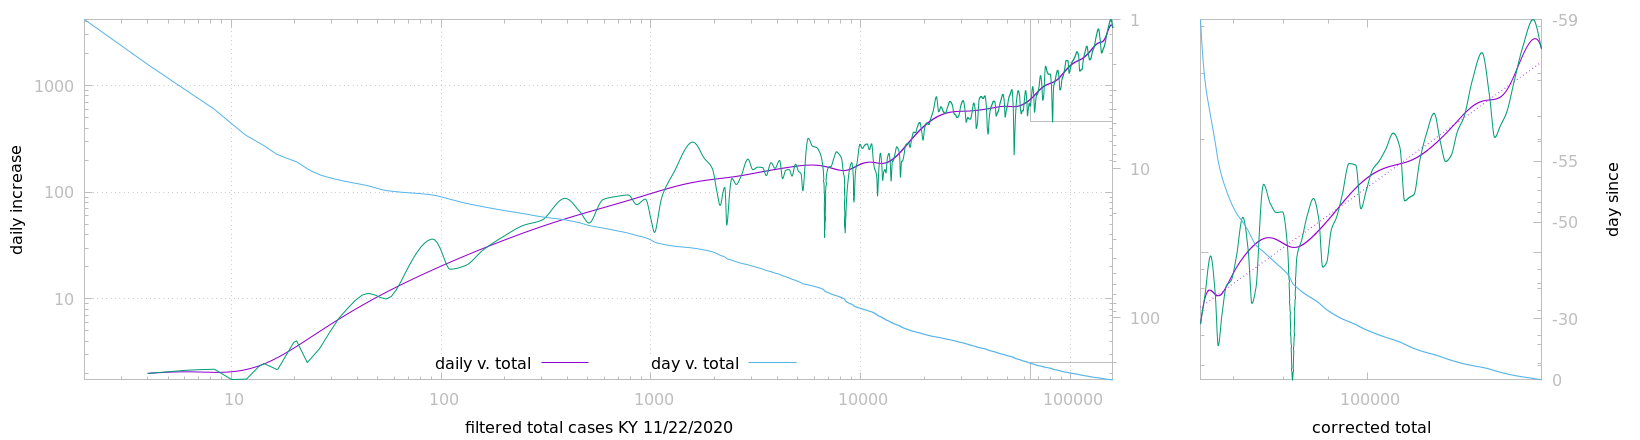 1000
100
10
daily increase
1
10
100
daily v. total
day v. total
10
100
1000
10000
100000
filtered total cases KY 11/22/2020
-59
-55
-50
-30
0
day since
100000
corrected total